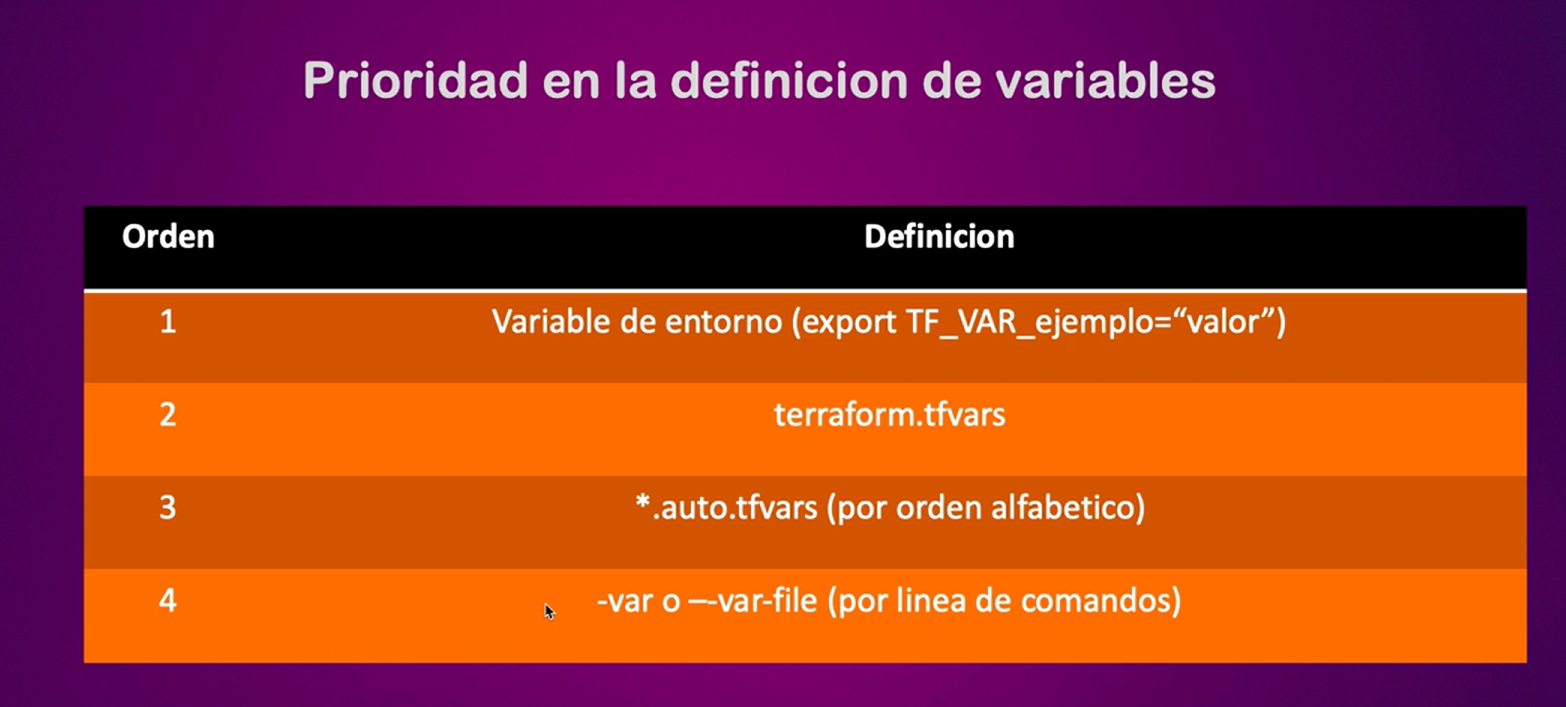 Prioridad en la definicion de variables
Orden Definicion
1 Variable de entorno (export TF_VAR_ejemplo=“valor”)
2 terraform.tfvars
3 *.auto.tfvars (por orden alfabetico)
4 -var o –-var-file (por linea de comandos)